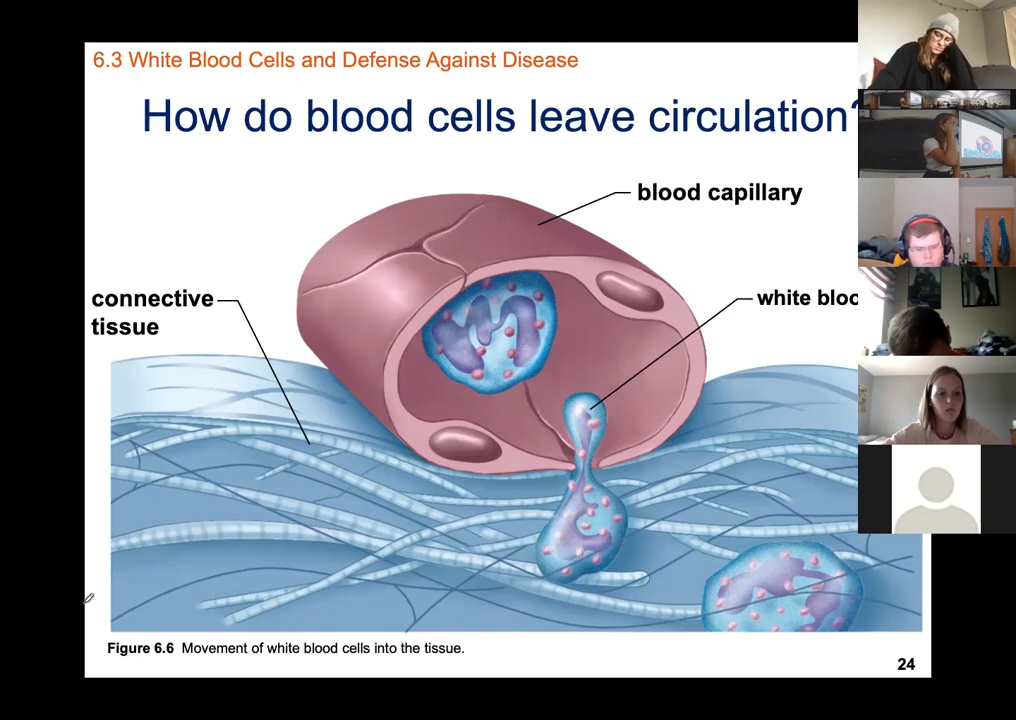 6.3 White Blood Cells and Defense Against Disease
How do blood cells leave circulation?
blood capillary
connective
tissue
white bloo
Figure 6.6 Movement of white blood cells into the tissue.
24